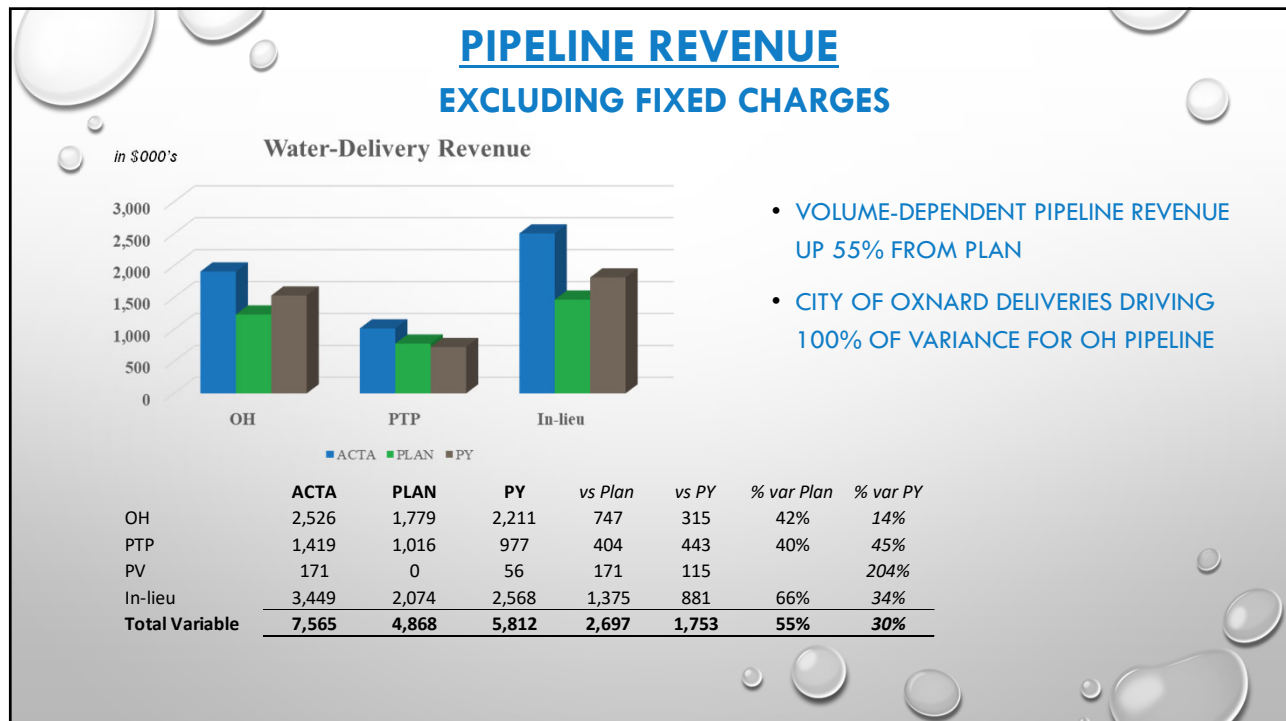 PIPELINE REVENUE
EXCLUDING FIXED CHARGES
in $000's
Water-Delivery Revenue
3,000
2,500
2,000
1,500
1,000
500
0
OH PTP In-lieu
ACTA PLAN PY
• VOLUME-DEPENDENT PIPELINE REVENUE
UP 55% FROM PLAN
• CITY OF OXNARD DELIVERIES DRIVING
100% OF VARIANCE FOR OH PIPELINE
ACTA PLAN PY vs Plan vs PY % var Plan % var PY
OH 2,526 1,779 2,211 747 315 42% 14%
PTP 1,419 1,016 977 404 443 40% 45%
PV 171 0 56 171 115 204%
In-lieu 3,449 2,074 2,568 1,375 881 66% 34%
Total Variable 7,565 4,868 5,812 2,697 1,753 55% 30%